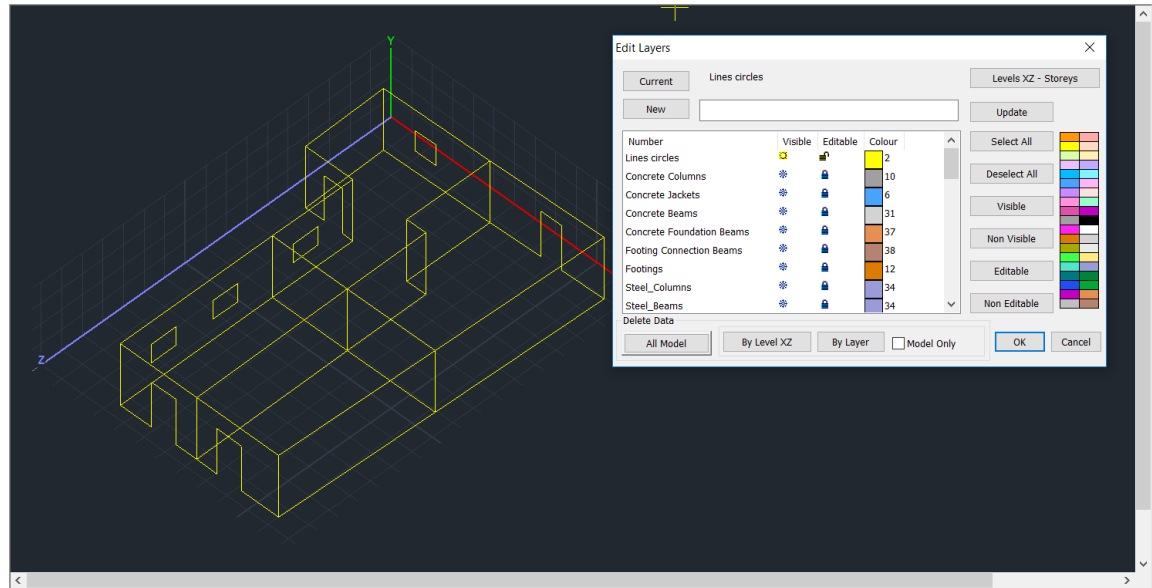 Y
Z
Edit Layers
Current
Lines circles
Levels XZ - Storeys
New
Update
Number Visible Editable Colour
Lines circles 2
Concrete Columns 10
Concrete Jackets 6
Concrete Beams 31
Concrete Foundation Beams 37
Footing Connection Beams 38
Footings 12
Steel_Columns 34
Steel_Beams 34
Select All
Deselect All
Visible
Non Visible
Editable
Non Editable
Delete Data
All Model
By Level XZ
By Layer
Model Only
OK
Cancel